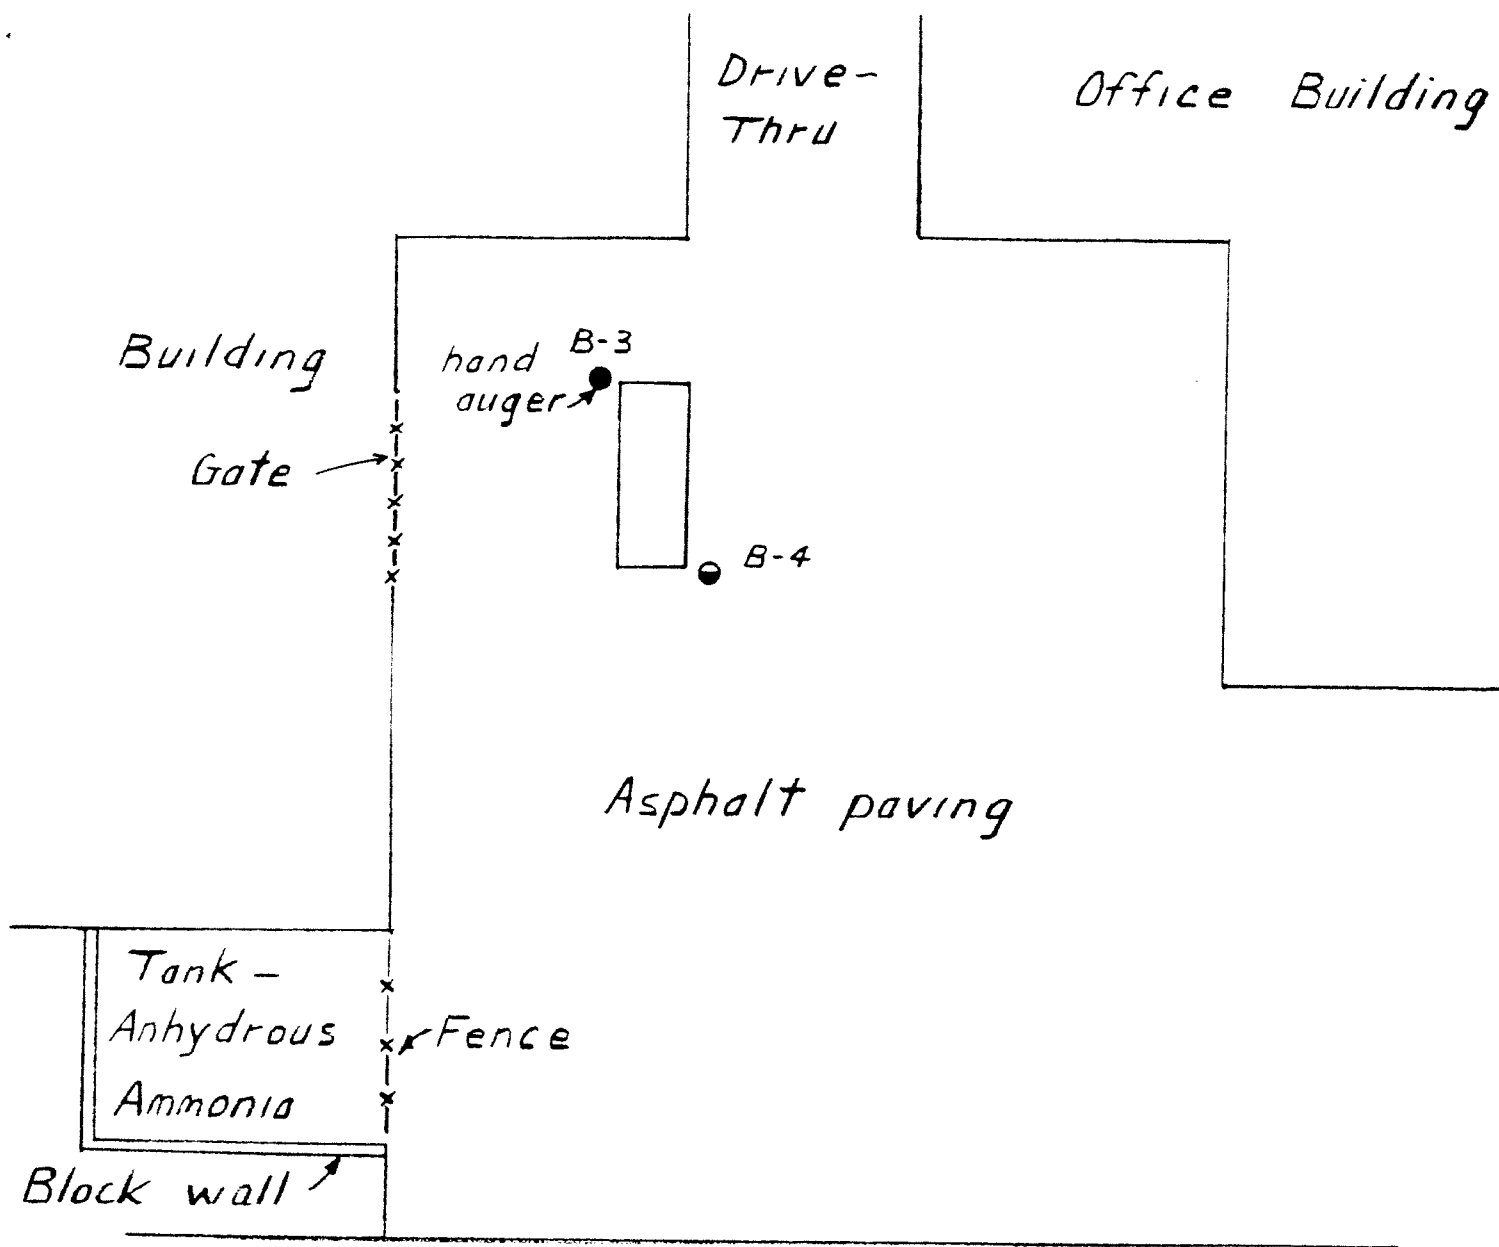 Drive-
Thru
Office Building
Building
hand
auger
B-3
Gate
B-4
Asphalt paving
Tank -
Anhydrous
Ammonia
Fence
Block wall